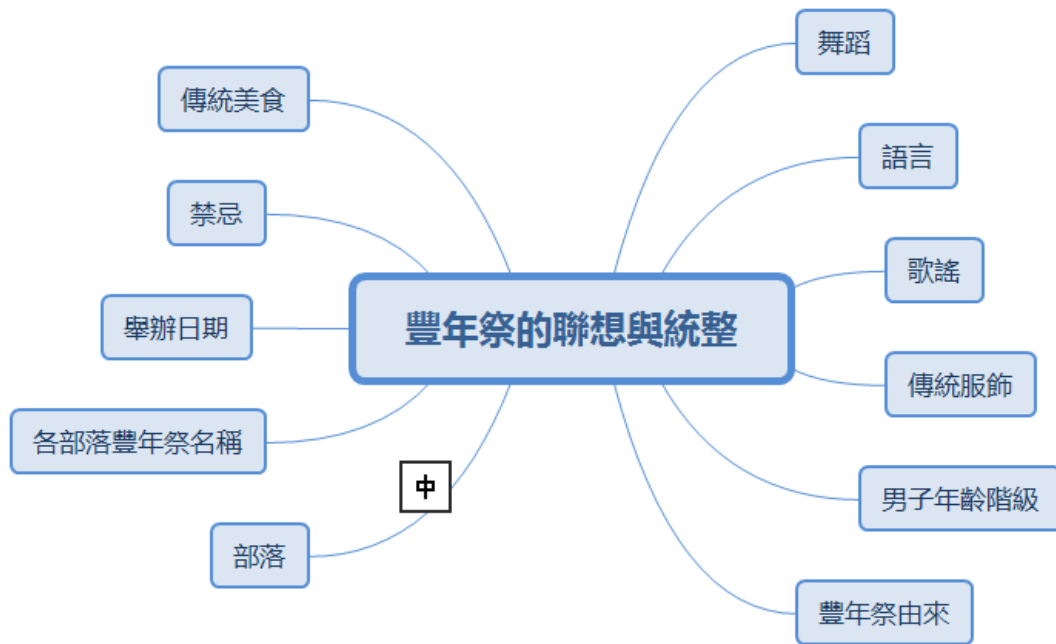 舞蹈
傳統美食
語言
禁忌
歌謠
豐年祭的聯想與統整
舉辦日期
傳統服飾
各部落豐年祭名稱
中
男子年齡階級
部落
豐年祭由來